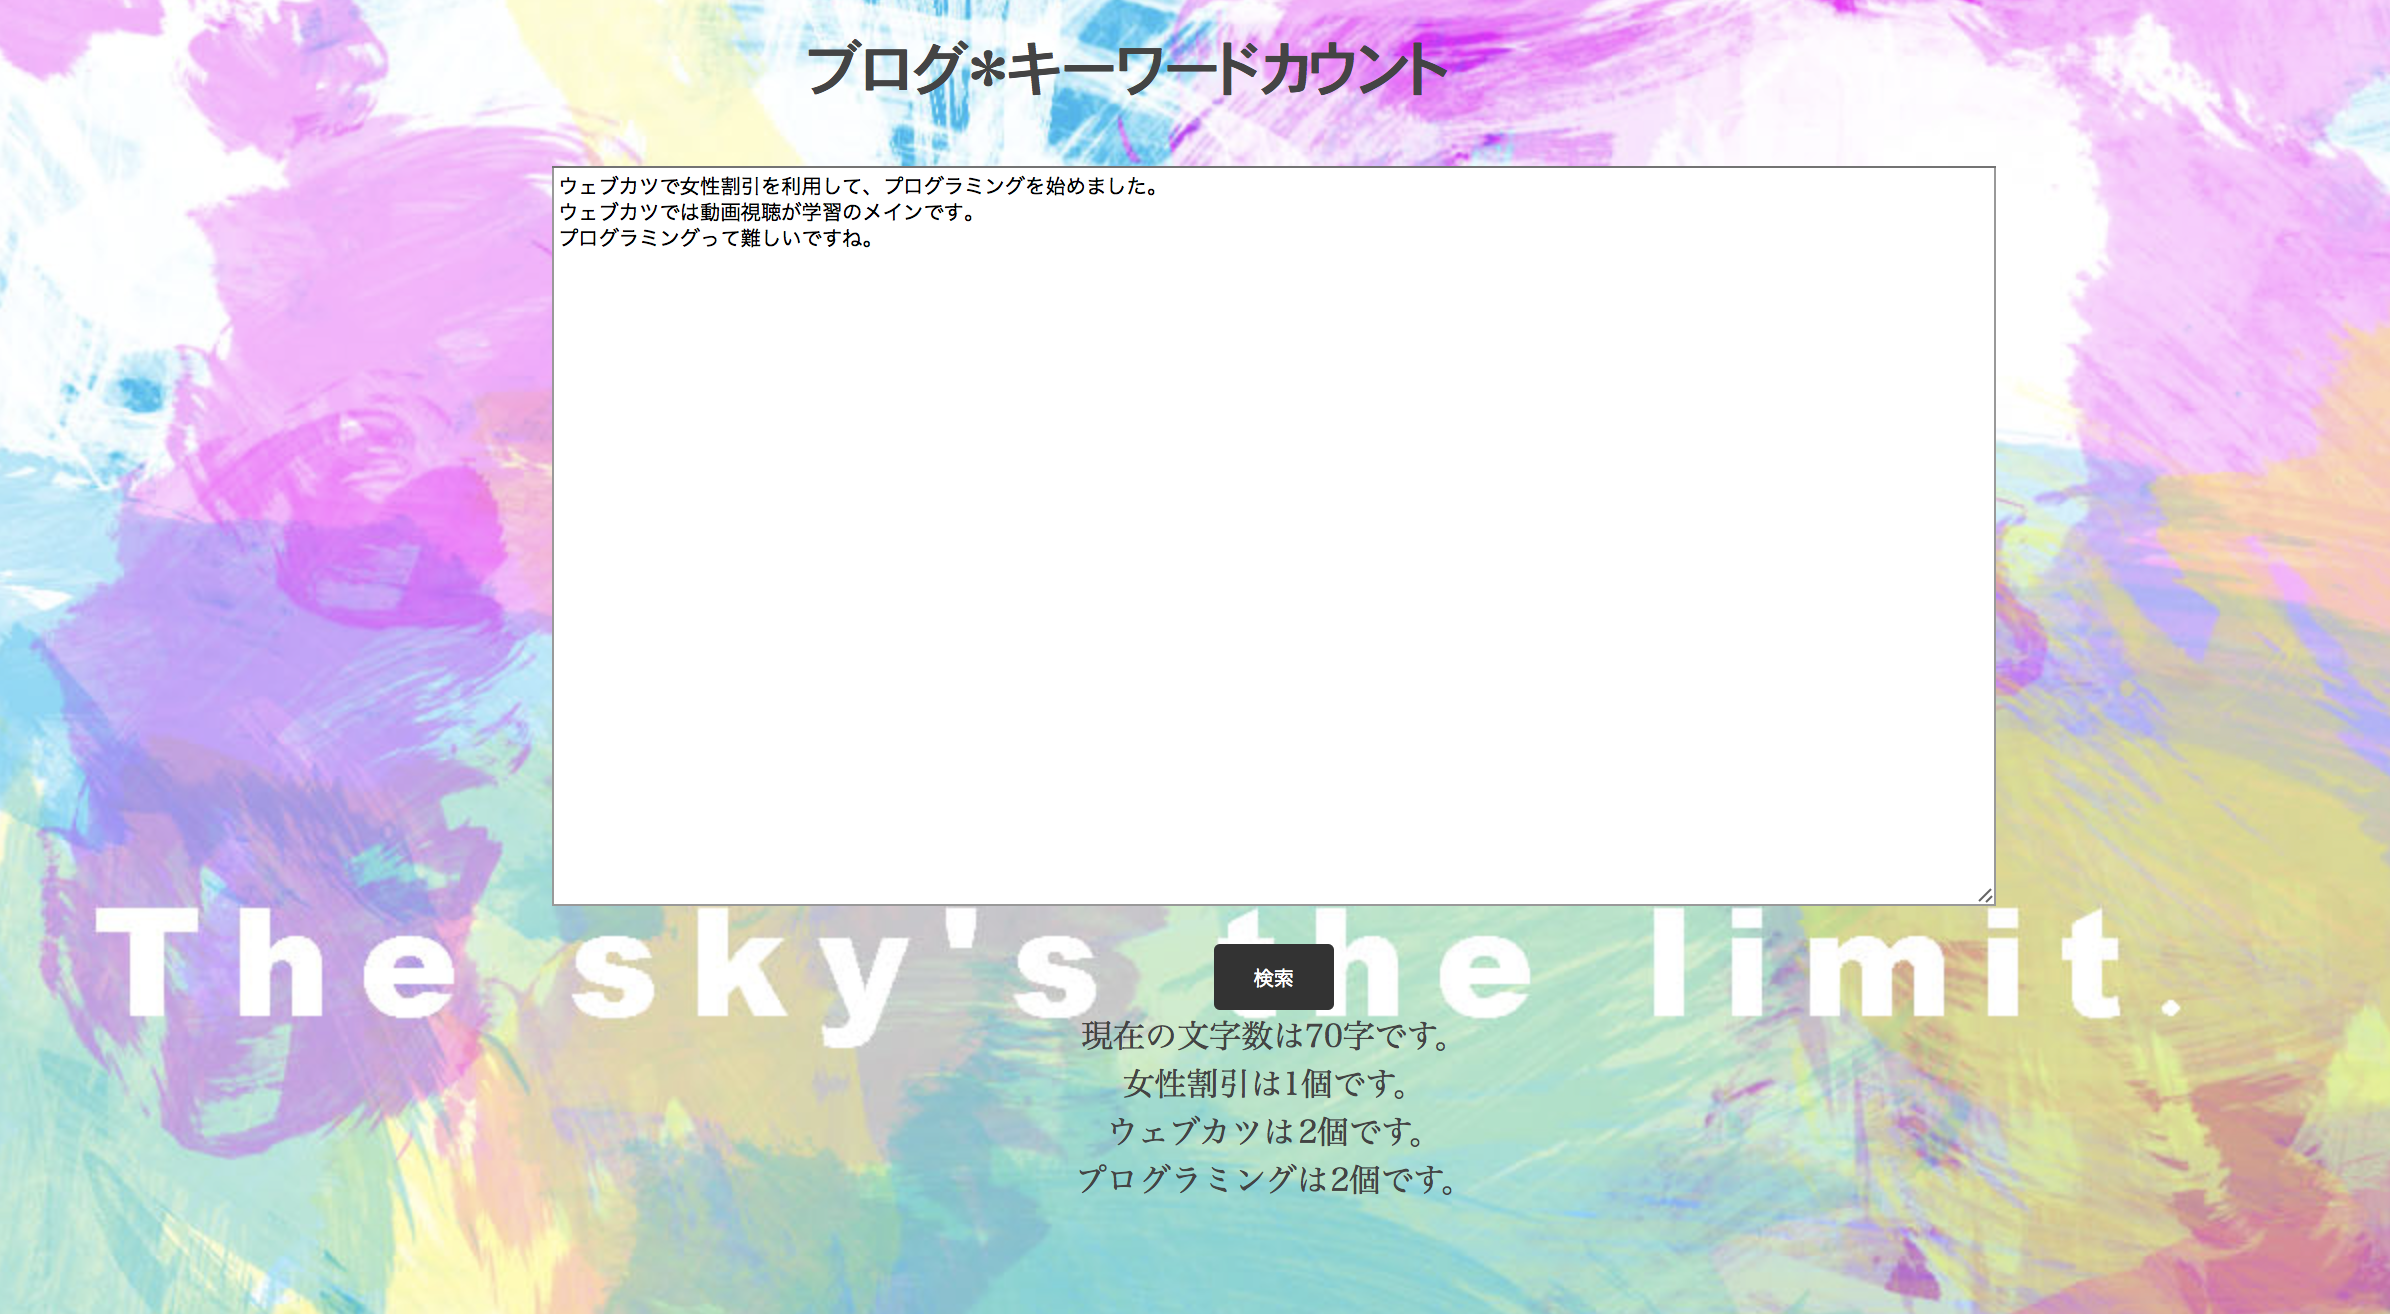 ブログ*キーワードカウント
ウェブカツで女性割引を利用して、プログラミングを始めました。
ウェブカツでは動画視聴が学習のメインです。
プログラミングって難しいですね。
The sky's the limit.
検索
現在の文字数は70字です。
女性割引は1個です。
ウェブカツは2個です。
プログラミングは2個です。